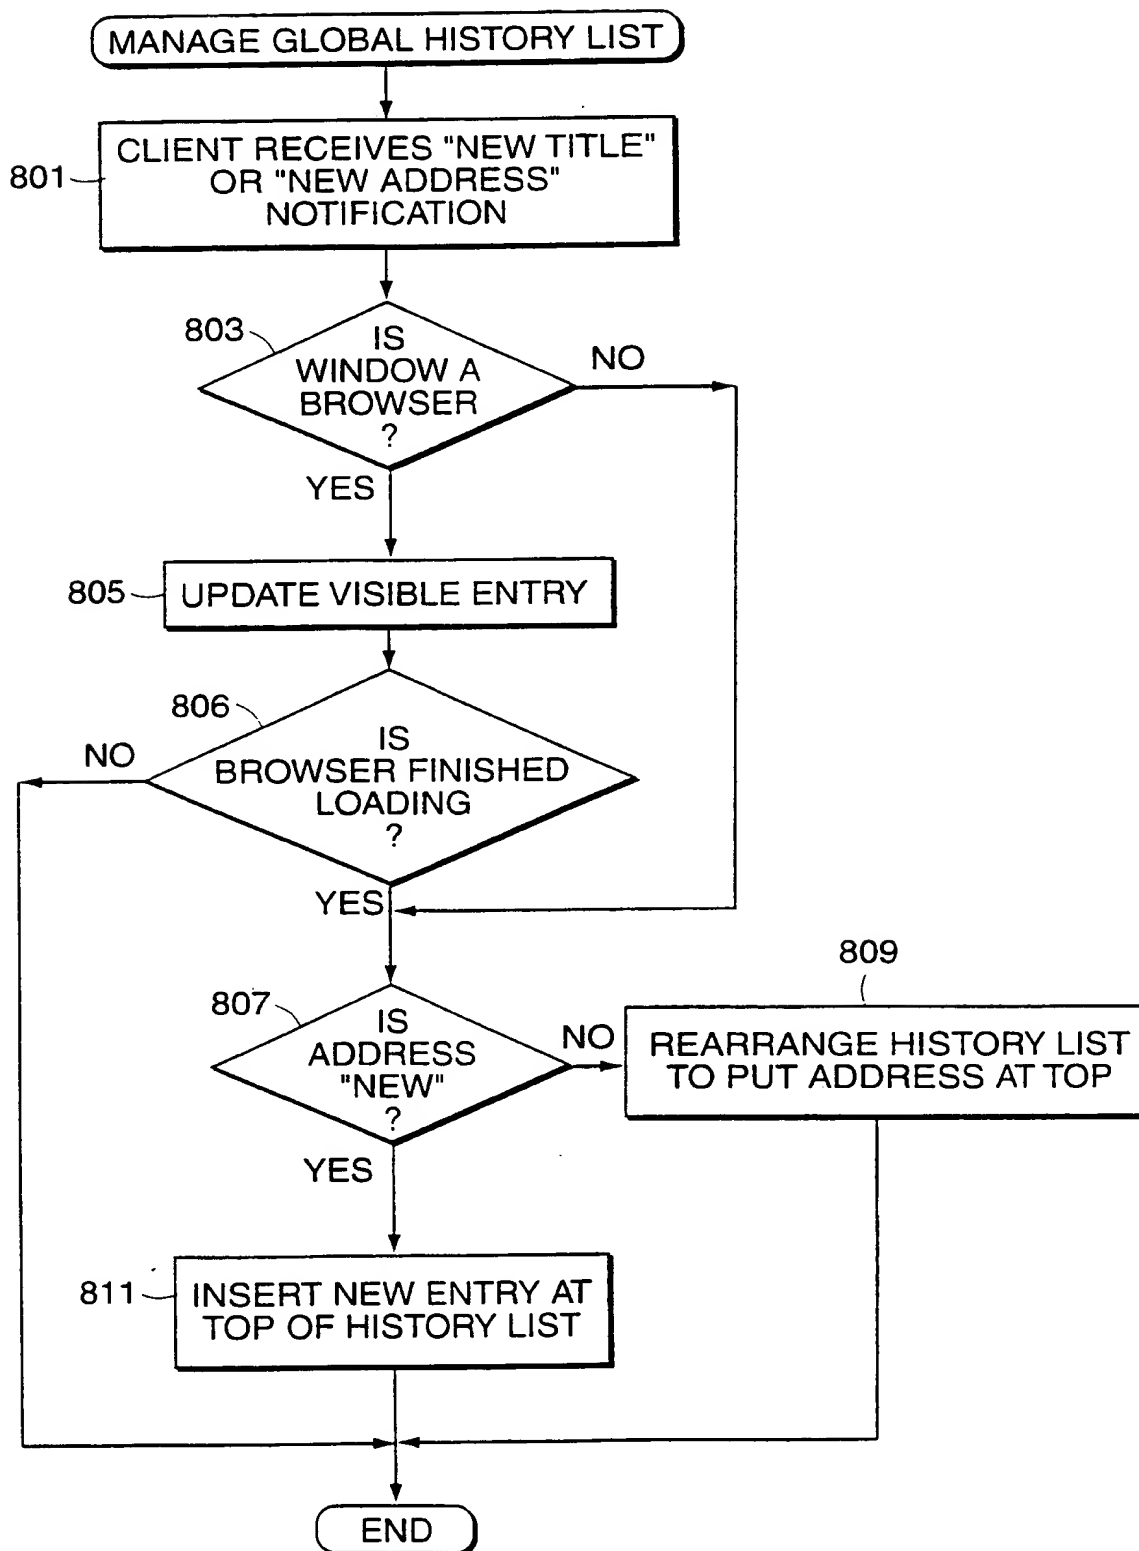 MANAGE GLOBAL HISTORY LIST
801
CLIENT RECEIVES "NEW TITLE"
OR "NEW ADDRESS"
NOTIFICATION
803
IS
WINDOW A
BROWSER
?
NO
YES
805
UPDATE VISIBLE ENTRY
806
IS
BROWSER FINISHED
LOADING
?
NO
YES
807
IS
ADDRESS
"NEW"
?
NO
809
REARRANGE HISTORY LIST
TO PUT ADDRESS AT TOP
YES
811
INSERT NEW ENTRY AT
TOP OF HISTORY LIST
END